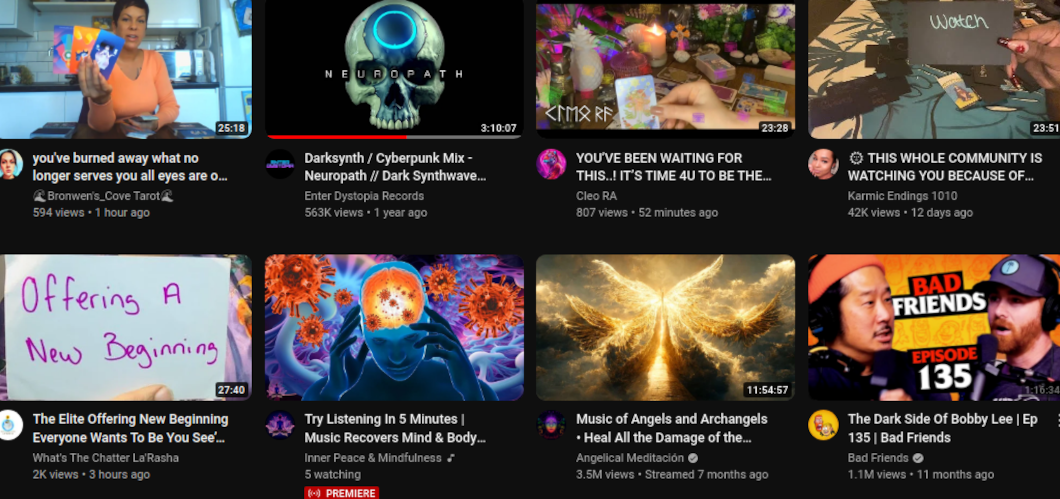 Watch
NEUROPATH
CLEO RA
25:18
3:10:07
23:28
23:51
you've burned away what no
longer serves you all eyes are o...
Bronwen's_Cove Tarot
594 views • 1 hour ago
Darksynth / Cyberpunk Mix -
Neuropath // Dark Synthwave...
Enter Dystopia Records
563K views • 1 year ago
YOU'VE BEEN WAITING FOR
THIS..! IT'S TIME 4U TO BE THE...
Cleo RA
807 views • 52 minutes ago
THIS WHOLE COMMUNITY IS
WATCHING YOU BECAUSE OF...
Karmic Endings 1010
42K views • 12 days ago
Offering A
New Beginning
27:40
11:54:57
BAD
FRIENDS
EPISODE
135
1:16:34
The Elite Offering New Beginning
Everyone Wants To Be You See'...
What's The Chatter La'Rasha
2K views • 3 hours ago
Try Listening In 5 Minutes |
Music Recovers Mind & Body...
Inner Peace & Mindfulness
5 watching
PREMIERE
Music of Angels and Archangels
• Heal All the Damage of the...
Angelical Meditación
3.5M views • Streamed 7 months ago
The Dark Side Of Bobby Lee | Ep
135 | Bad Friends
Bad Friends
1.1M views • 11 months ago